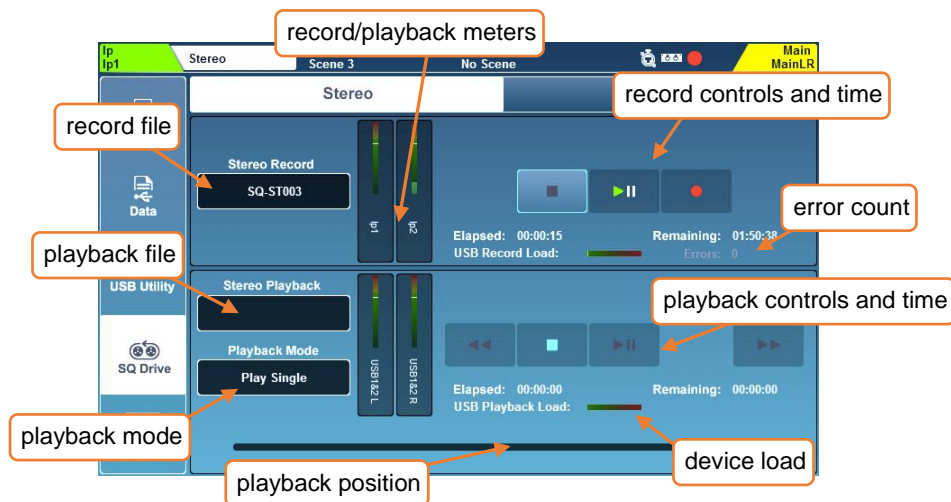 record/playback meters
Ip
Ip1
Stereo
Scene 3
No Scene
Main
MainLR
Stereo
record controls and time
record file
Stereo Record
SQ-ST003
Data
Ip1
Ip2
error count
Elapsed: 00:00:15
Remaining: 01:50:38
USB Record Load:
Errors: 0
playback file
USB Utility
Stereo Playback
playback controls and time
SQ Drive
Playback Mode
Play Single
USB1&2 L
USB1&2 R
Elapsed: 00:00:00
Remaining: 00:00:00
USB Playback Load:
playback mode
device load
playback position